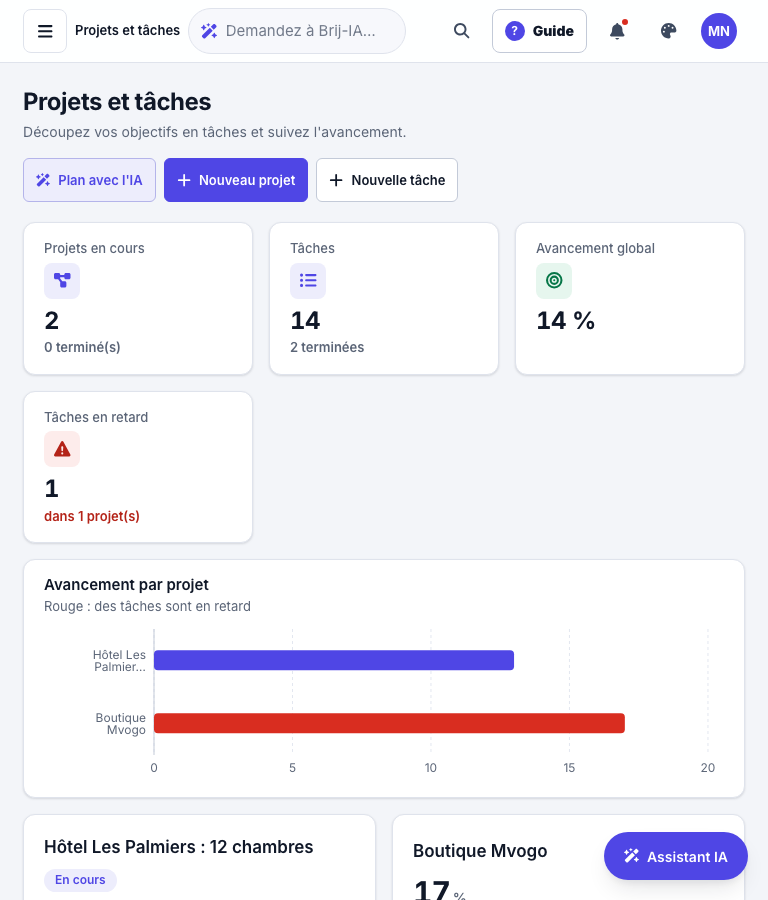 Projets et tâches
Demandez à Brij-IA...
? Guide
MN
Projets et tâches
Découpez vos objectifs en tâches et suivez l'avancement.
Plan avec l'IA
Nouveau projet
Nouvelle tâche
Projets en cours
2
0 terminé(s)
Tâches
14
2 terminées
Avancement global
14 %
Tâches en retard
1
dans 1 projet(s)
Avancement par projet
Rouge : des tâches sont en retard
Hôtel Les
Palmier...
Boutique
Mvogo
0 5 10 15 20
Hôtel Les Palmiers : 12 chambres
En cours
Boutique Mvogo
17 %
Assistant IA